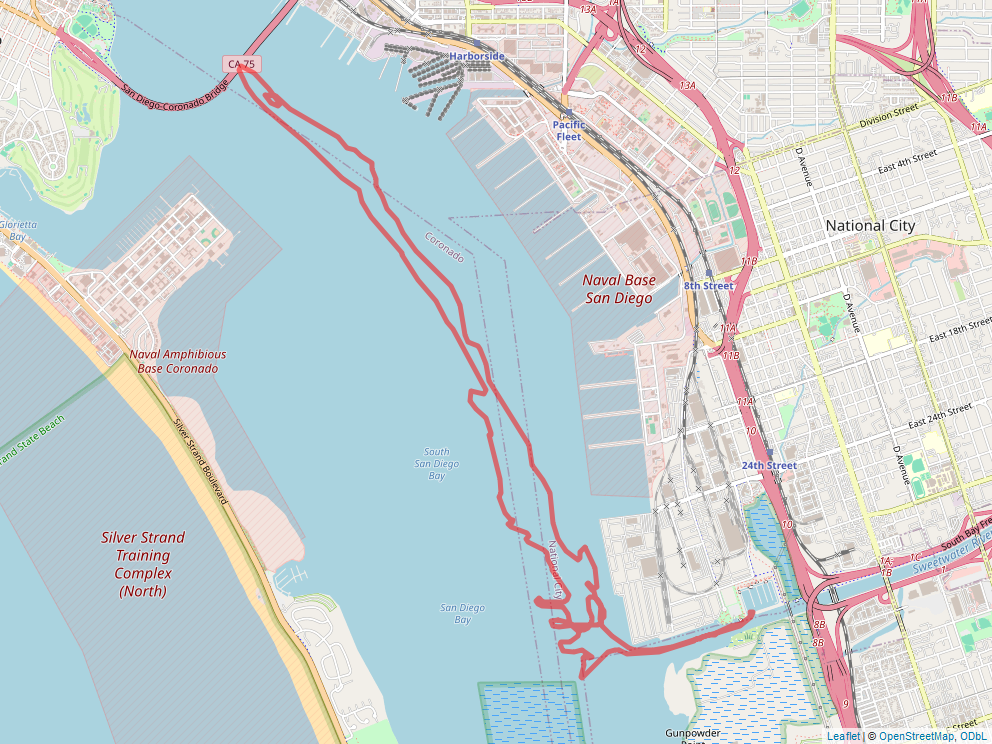 13A
1A
12
Harborside
CA 75
San Diego-Coronado Bridge
13A
11B
Division Street
11A
Pacific
Fleet
D Avenue
East 4th Street
12
Glorietta
Bay
National City
Coronado
11B
Naval Base
San Diego
8th Street
D Avenue
11A
East 18th Street
11B
Naval Amphibious
Base Coronado
11A
East 24th Street
10
rand State Beach
Silver Strand Boulevard
South
San Diego
Bay
D Avenue
24th Street
10
South Bay Fre
Silver Strand
Training
Complex
(North)
National City
1A
1C
1B
1
Sweetwater River
San Diego
Bay
8B
8B
9
Gunpowder
Point
Leaflet | © OpenStreetMap, ODbL